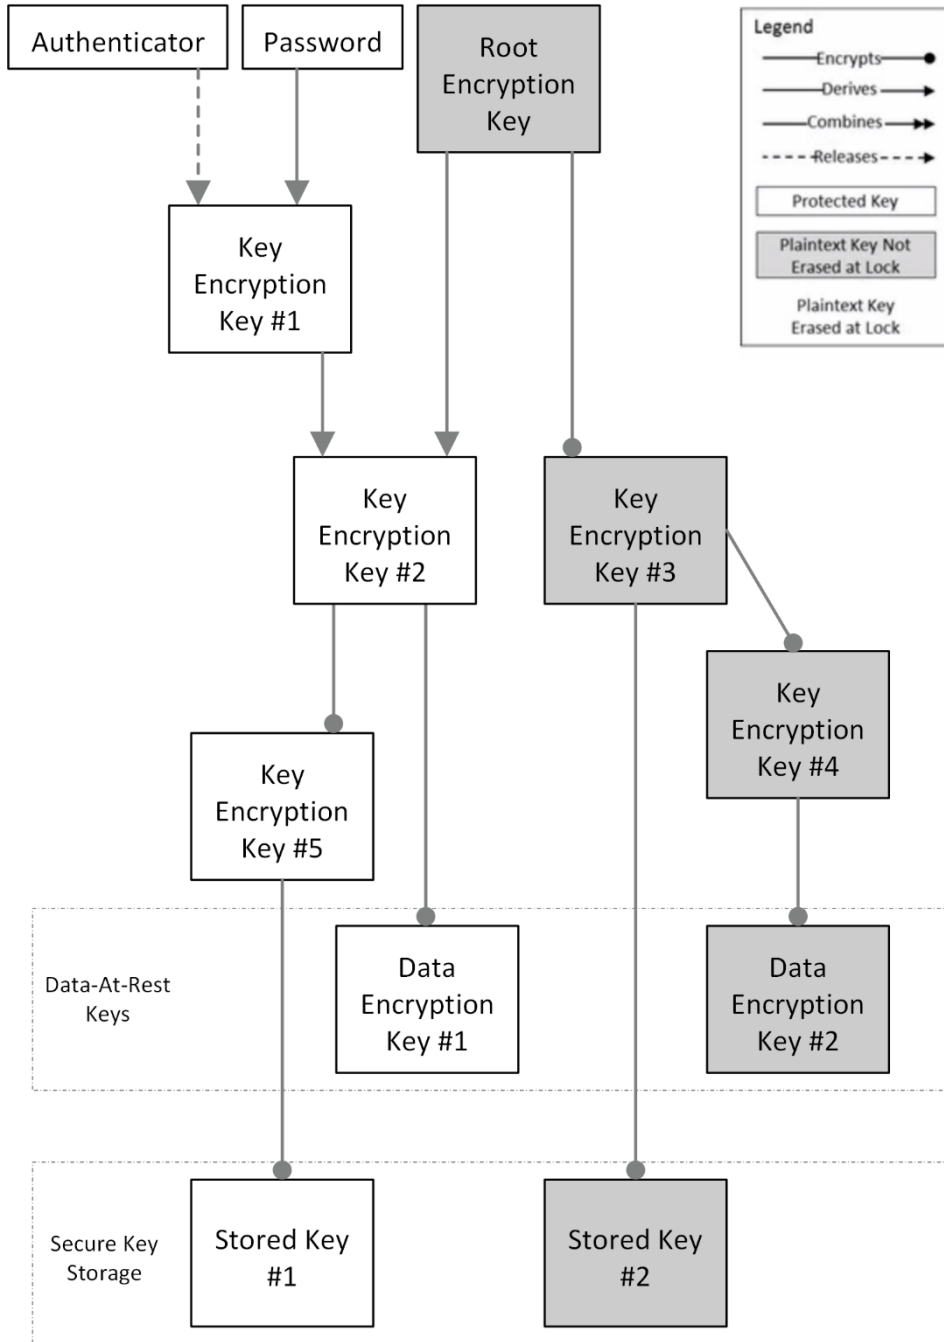 Authenticator
Password
Root
Encryption
Key
Legend
Encrypts
Derives
Combines
Releases
Protected Key
Plaintext Key Not
Erased at Lock
Plaintext Key
Erased at Lock
Key
Encryption
Key #1
Key
Encryption
Key #2
Key
Encryption
Key #3
Key
Encryption
Key #4
Key
Encryption
Key #5
Data-At-Rest
Keys
Data
Encryption
Key #1
Data
Encryption
Key #2
Secure Key
Storage
Stored Key
#1
Stored Key
#2